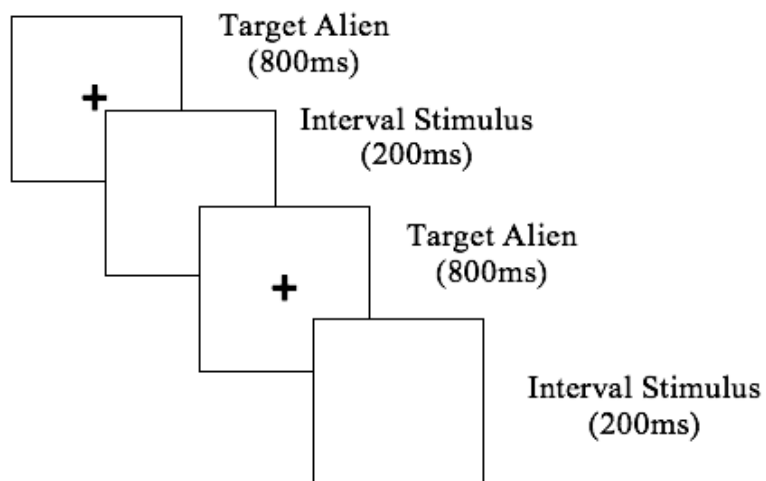 Target Alien
(800ms)
Interval Stimulus
(200ms)
Target Alien
(800ms)
Interval Stimulus
(200ms)